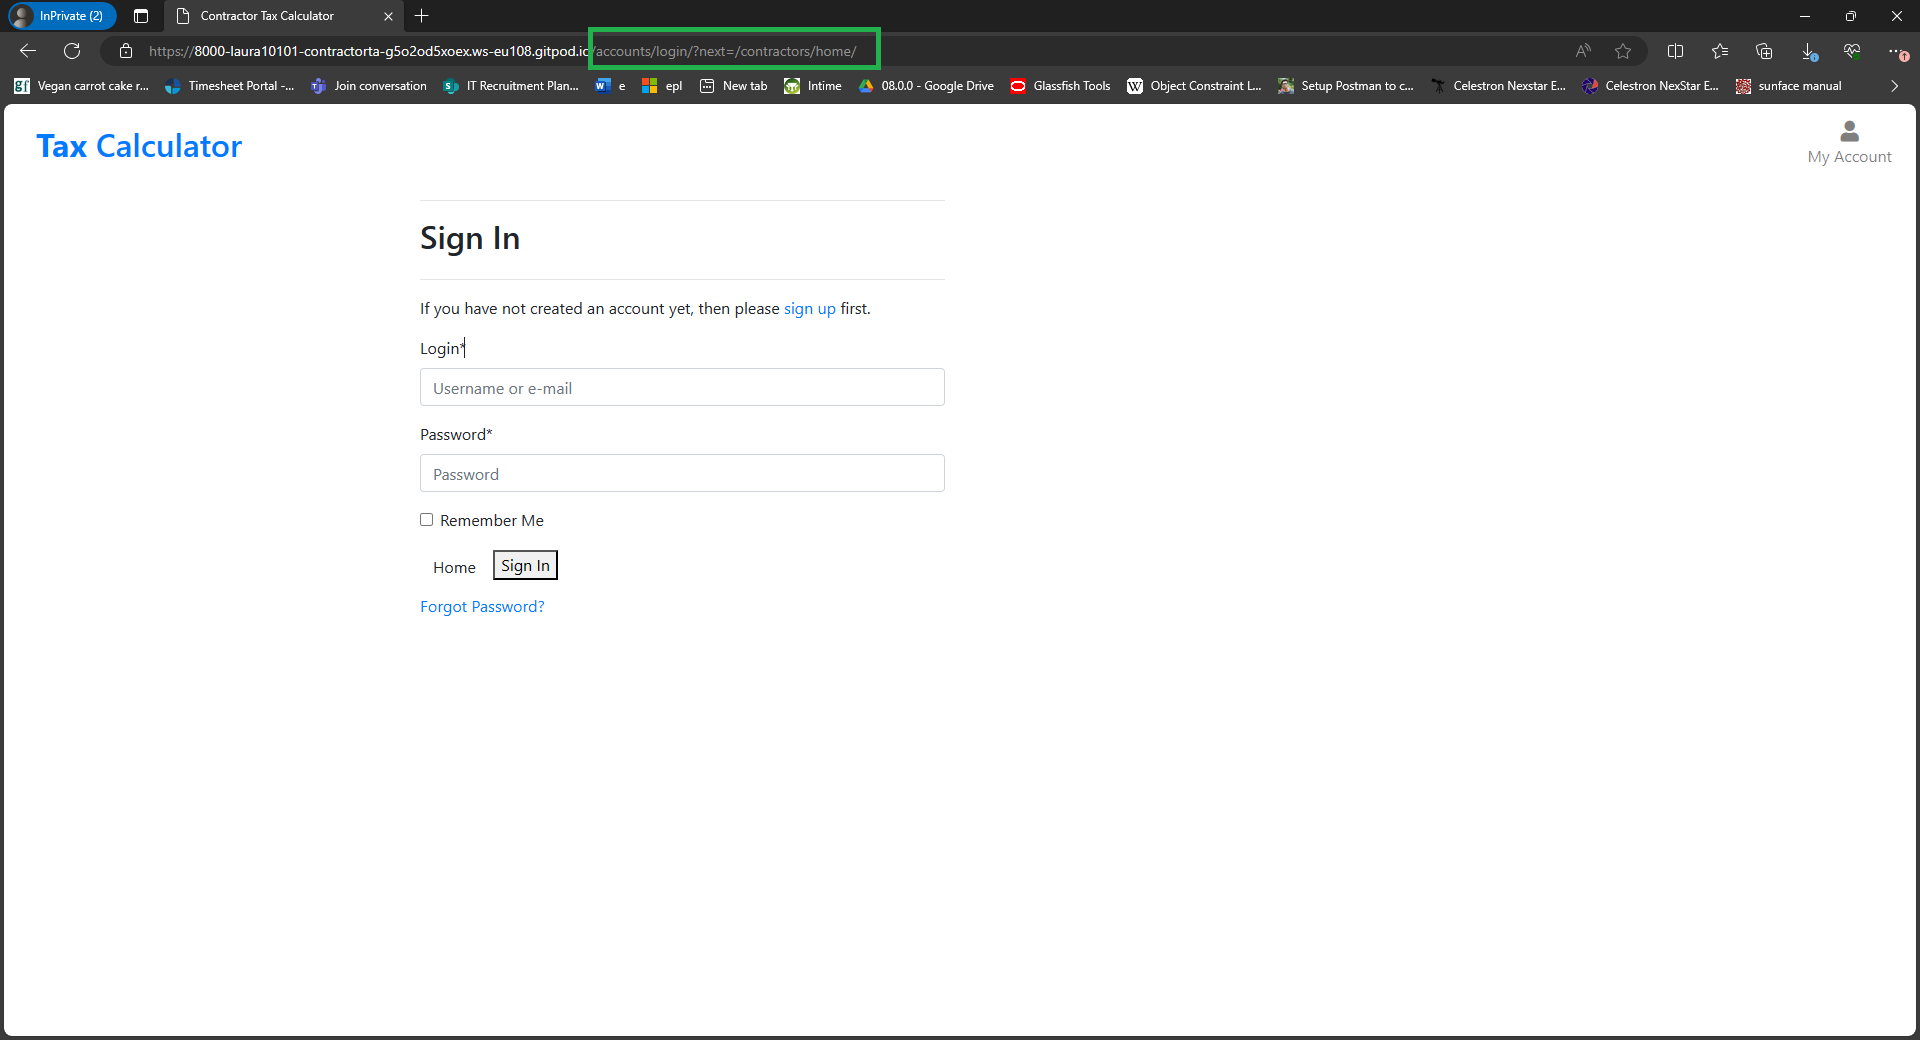 InPrivate (2)
Contractor Tax Calculator
https://8000-laura10101-contractorta-g5o2od5xoex.ws-eu108.gitpod.io/accounts/login/?next=/contractors/home/
Vegan carrot cake r... Timesheet Portal -... Join conversation IT Recruitment Plan... e epl New tab Intime 08.0.0 - Google Drive Glassfish Tools Object Constraint L... Setup Postman to c... Celestron Nexstar E... Celestron NexStar E... sunface manual
Tax Calculator
My Account
Sign In
If you have not created an account yet, then please sign up first.
Login*
Username or e-mail
Password*
Password
Remember Me
Home Sign In
Forgot Password?